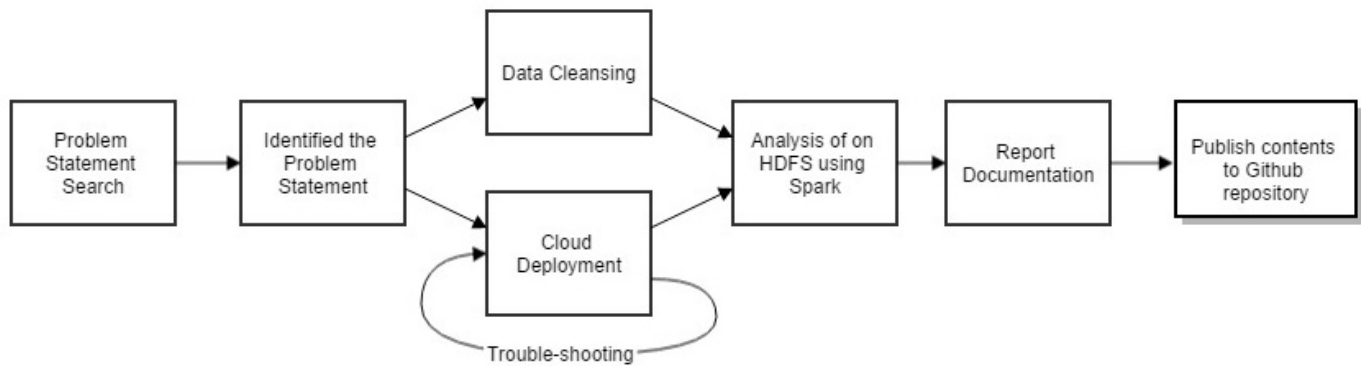 Problem
Statement
Search
Identified the
Problem
Statement
Data Cleansing
Cloud
Deployment
Trouble-shooting
Analysis of on
HDFS using
Spark
Report
Documentation
Publish contents
to Github
repository